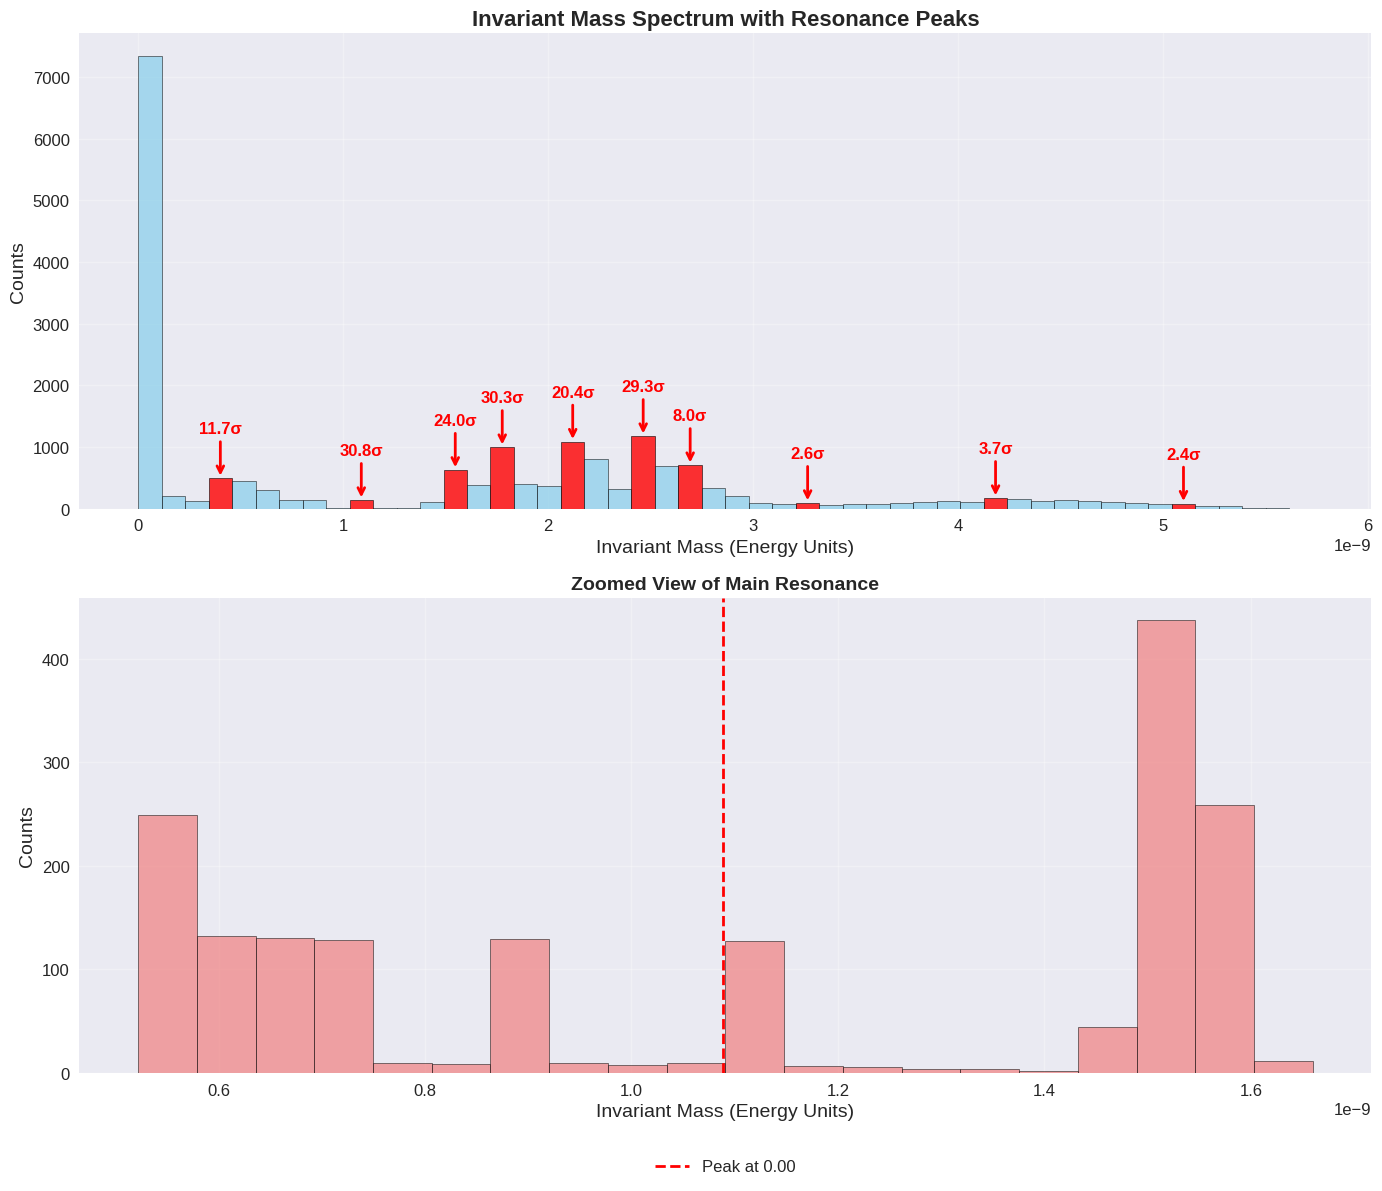 Invariant Mass Spectrum with Resonance Peaks
Counts
7000
6000
5000
4000
3000
2000
1000
0
11.7σ
30.8σ
24.0σ
30.3σ
20.4σ
29.3σ
8.0σ
2.6σ
3.7σ
2.4σ
0 1 2 3 4 5 6
1e−9
Invariant Mass (Energy Units)
Zoomed View of Main Resonance
Counts
400
300
200
100
0
0.6 0.8 1.0 1.2 1.4 1.6
1e−9
Invariant Mass (Energy Units)
Peak at 0.00